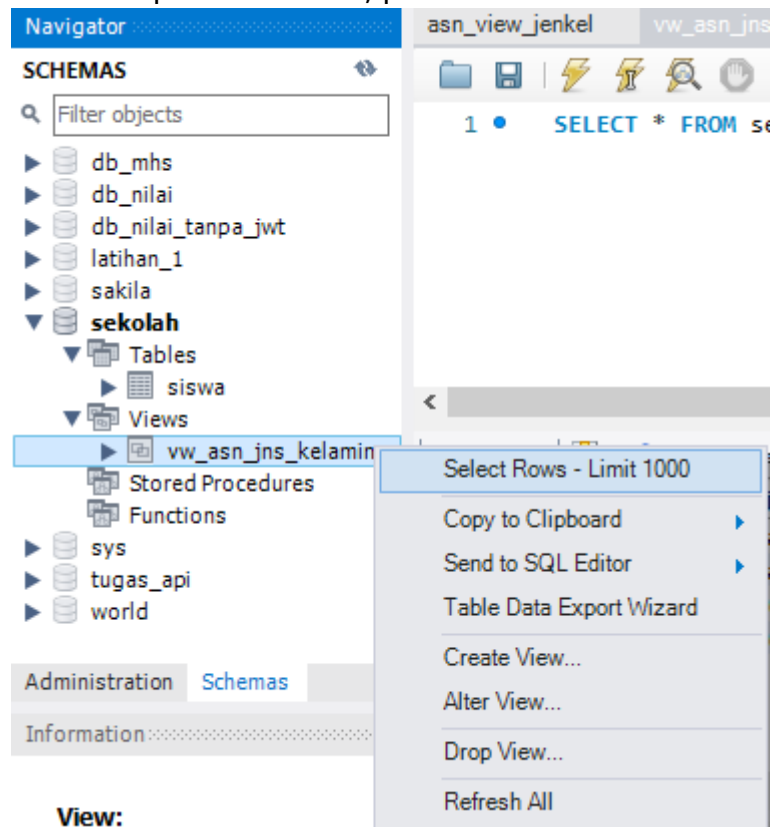 Navigator
SCHEMAS
Filter objects
db_mhs
db_nilai
db_nilai_tanpa_jwt
latihan_1
sakila
sekolah
Tables
siswa
Views
vw_asn_jns_kelamin
Stored Procedures
Functions
sys
tugas_api
world
Administration Schemas
Information
View:
asn_view_jenkel vw_asn_jns
1 SELECT * FROM se
Select Rows - Limit 1000
Copy to Clipboard
Send to SQL Editor
Table Data Export Wizard
Create View...
Alter View...
Drop View...
Refresh All